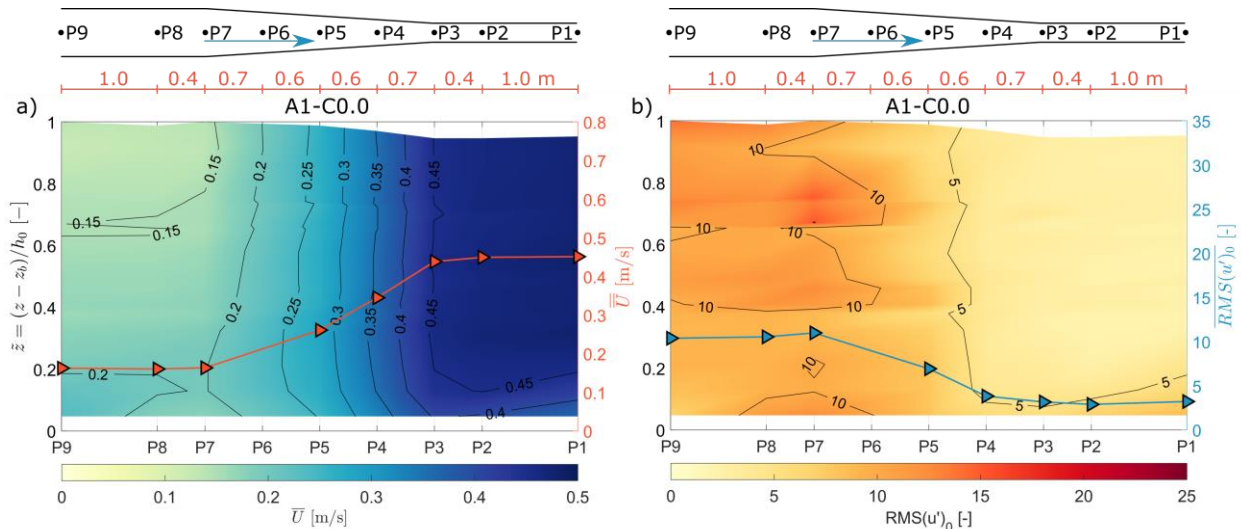 •P9 •P8 •P7 •P6 •P5 •P4 •P3 •P2 P1•
1.0 0.4 0.7 0.6 0.6 0.7 0.4 1.0 m
a) A1-C0.0
1 0.8 0.6 0.4 0.2 0
z̄ = (z − z_b)/h₀ [−]
0.15
0.15
0.15
0.2 0.25 0.3 0.35 0.4 0.45
0.2 0.25 0.3 0.35 0.4 0.45
0.2
0.45
0.4
0.8 0.7 0.6 0.5 0.4 0.3 0.2 0.1 0
U̿ [m/s]
P9 P8 P7 P6 P5 P4 P3 P2 P1
0 0.1 0.2 0.3 0.4 0.5
U̅ [m/s]
•P9 •P8 •P7 •P6 •P5 •P4 •P3 •P2 P1•
1.0 0.4 0.7 0.6 0.6 0.7 0.4 1.0 m
b) A1-C0.0
1 0.8 0.6 0.4 0.2 0
10
10
10
10
10
10
10
10
5
5
5
5
35 30 25 20 15 10 5 0
RMS(u')₀ [-]
P9 P8 P7 P6 P5 P4 P3 P2 P1
0 5 10 15 20 25
RMS(u')₀ [-]